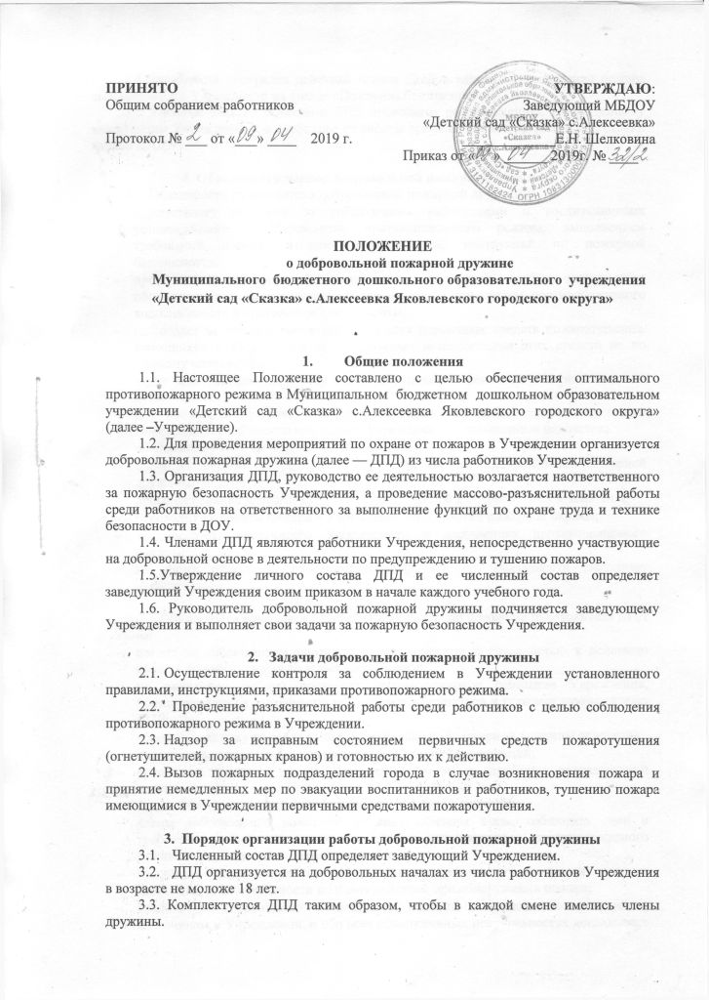 ПРИНЯТО
Общим собранием работников
Протокол № 2 от «09» 04 2019 г.
УТВЕРЖДАЮ:
Заведующий МБДОУ
«Детский сад «Сказка» с.Алексеевка»
Е.Н. Шелковина
Приказ от «09» 04 2019г. № 32/2
ПОЛОЖЕНИЕ
о добровольной пожарной дружине
Муниципального бюджетного дошкольного образовательного учреждения
«Детский сад «Сказка» с.Алексеевка Яковлевского городского округа»
1. Общие положения
1.1. Настоящее Положение составлено с целью обеспечения оптимального
противопожарного режима в Муниципальном бюджетном дошкольном образовательном
учреждении «Детский сад «Сказка» с.Алексеевка Яковлевского городского округа»
(далее –Учреждение).
1.2. Для проведения мероприятий по охране от пожаров в Учреждении организуется
добровольная пожарная дружина (далее — ДПД) из числа работников Учреждения.
1.3. Организация ДПД, руководство ее деятельностью возлагается наответственного
за пожарную безопасность Учреждения, а проведение массово-разъяснительной работы
среди работников на ответственного за выполнение функций по охране труда и технике
безопасности в ДОУ.
1.4. Членами ДПД являются работники Учреждения, непосредственно участвующие
на добровольной основе в деятельности по предупреждению и тушению пожаров.
1.5.Утверждение личного состава ДПД и ее численный состав определяет
заведующий Учреждения своим приказом в начале каждого учебного года.
1.6. Руководитель добровольной пожарной дружины подчиняется заведующему
Учреждения и выполняет свои задачи за пожарную безопасность Учреждения.
2. Задачи добровольной пожарной дружины
2.1. Осуществление контроля за соблюдением в Учреждении установленного
правилами, инструкциями, приказами противопожарного режима.
2.2. Проведение разъяснительной работы среди работников с целью соблюдения
противопожарного режима в Учреждении.
2.3. Надзор за исправным состоянием первичных средств пожаротушения
(огнетушителей, пожарных кранов) и готовностью их к действию.
2.4. Вызов пожарных подразделений города в случае возникновения пожара и
принятие немедленных мер по эвакуации воспитанников и работников, тушению пожара
имеющимися в Учреждении первичными средствами пожаротушения.
3. Порядок организации работы добровольной пожарной дружины
3.1. Численный состав ДПД определяет заведующий Учреждением.
3.2. ДПД организуется на добровольных началах из числа работников Учреждения
в возрасте не моложе 18 лет.
3.3. Комплектуется ДПД таким образом, чтобы в каждой смене имелись члены
дружины.